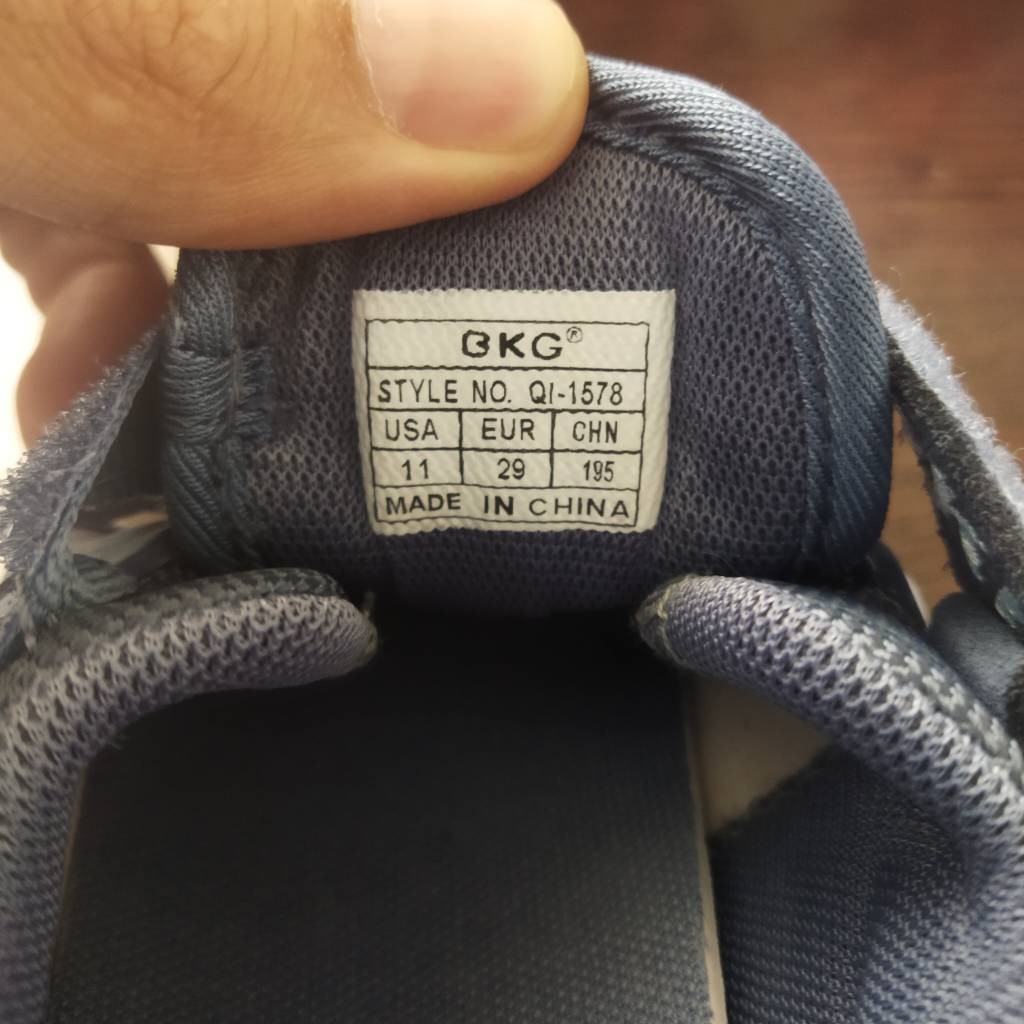 BKG®
STYLE NO. QI-1578
USA EUR CHN
11 29 195
MADE IN CHINA